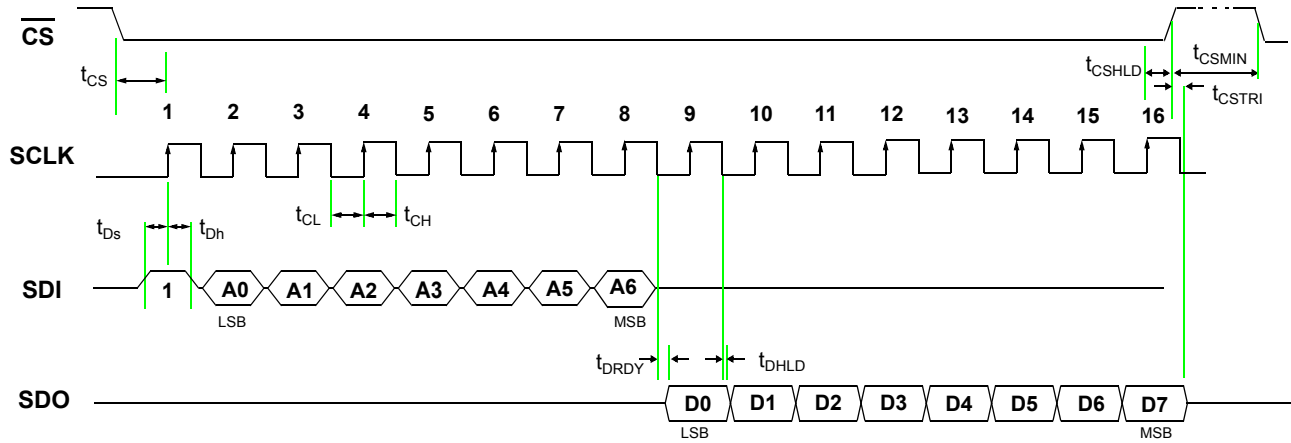 CS
tCS
tCSHLD
tCSMIN
tCSTRI
1 2 3 4 5 6 7 8 9 10 11 12 13 14 15 16
SCLK
tCL
tCH
tDs
tDh
SDI
1 A0 A1 A2 A3 A4 A5 A6
LSB
MSB
tDRDY
tDHLD
SDO
D0 D1 D2 D3 D4 D5 D6 D7
LSB
MSB